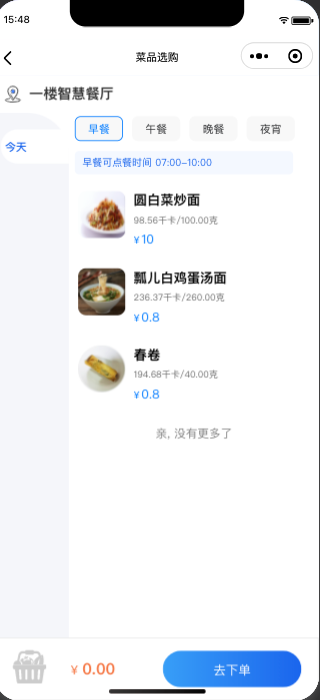 15:48
菜品选购
一楼智慧餐厅
今天
早餐 午餐 晚餐 夜宵
早餐可点餐时间 07:00~10:00
圆白菜炒面
98.56千卡/100.00克
¥10
瓢儿白鸡蛋汤面
236.37千卡/260.00克
¥0.8
春卷
194.68千卡/40.00克
¥0.8
亲, 没有更多了
¥ 0.00
去下单